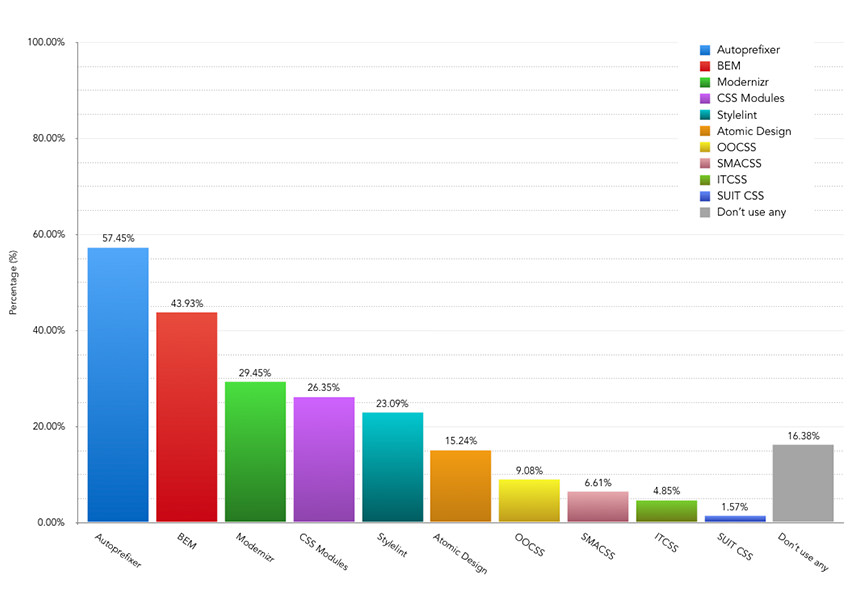 100.00%
80.00%
60.00%
40.00%
20.00%
0.00%
Percentage (%)
57.45%
43.93%
29.45%
26.35%
23.09%
15.24%
9.08%
6.61%
4.85%
1.57%
16.38%
Autoprefixer
BEM
Modernizr
CSS Modules
Stylelint
Atomic Design
OOCSS
SMACSS
ITCSS
SUIT CSS
Don't use any
Autoprefixer
BEM
Modernizr
CSS Modules
Stylelint
Atomic Design
OOCSS
SMACSS
ITCSS
SUIT CSS
Don't use any